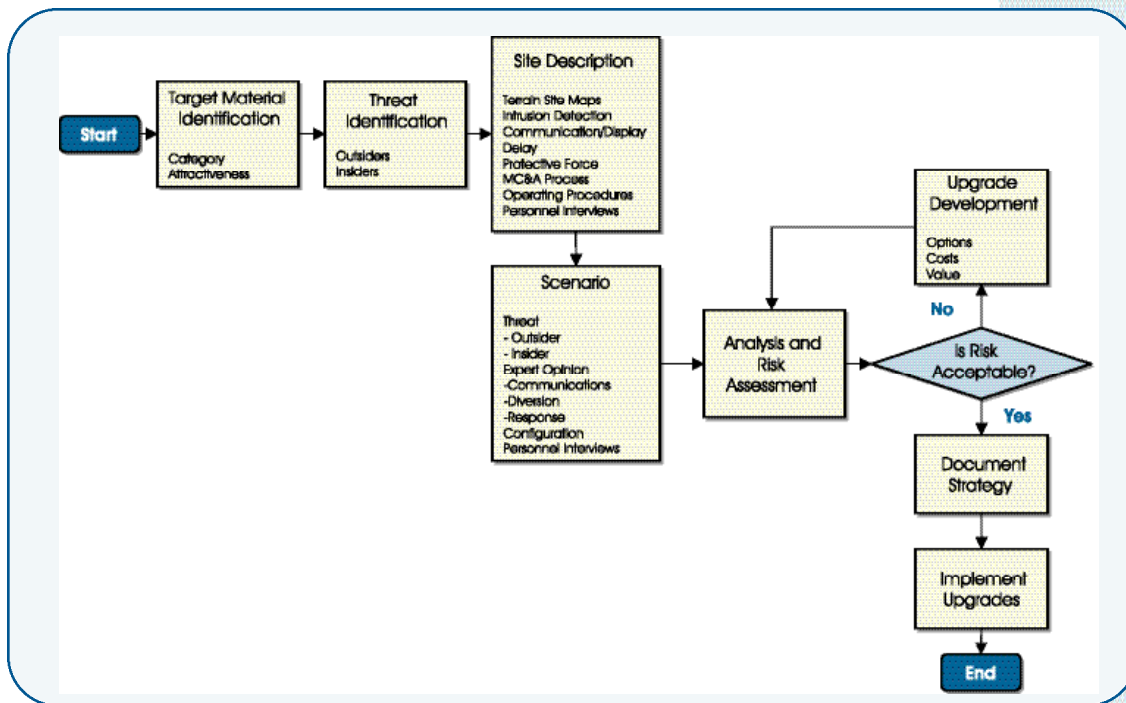 Start
Target Material
Identification
Category
Attractiveness
Threat
Identification
Outsiders
Insiders
Site Description
Terrain Site Maps
Intrusion Detection
Communication/Display
Delay
Protective Force
MC&A Process
Operating Procedures
Personnel Interviews
Scenario
Threat
- Outsider
- Insider
Expert Opinion
-Communications
-Diversion
-Response
Configuration
Personnel Interviews
Analysis and
Risk
Assessment
Is Risk
Acceptable?
No
Upgrade
Development
Options
Costs
Value
Yes
Document
Strategy
Implement
Upgrades
End